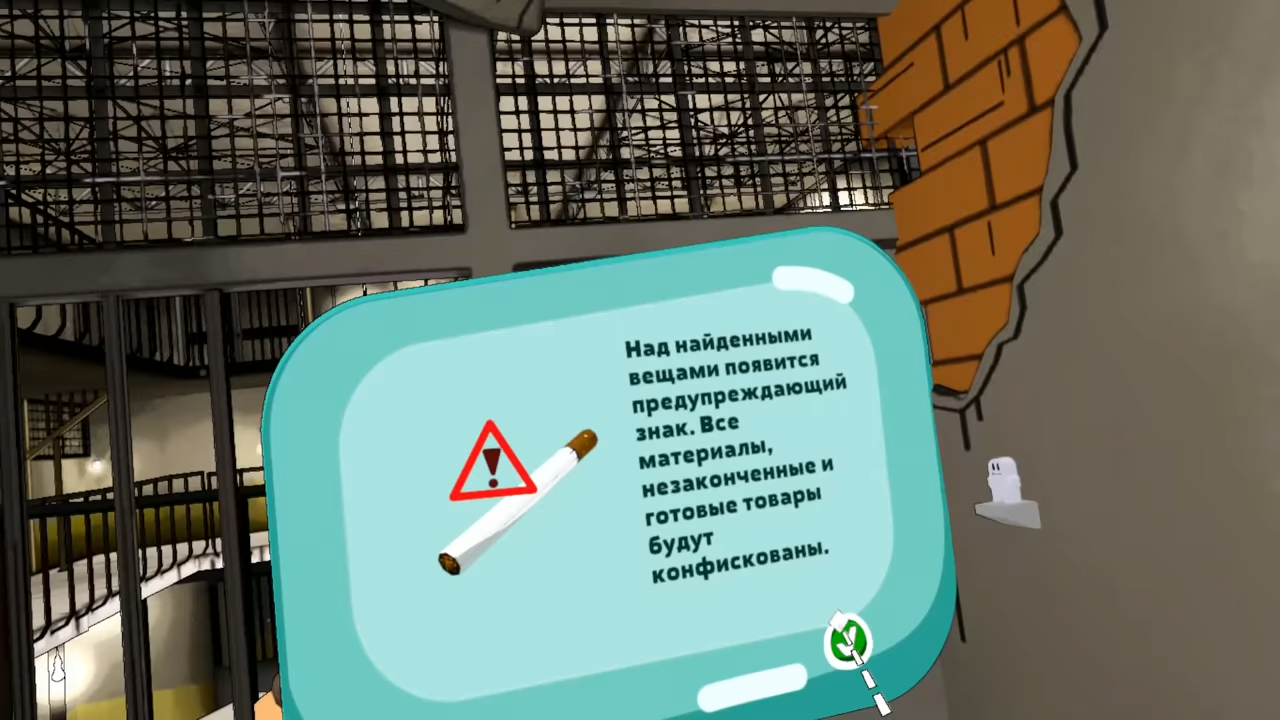 Над найденными
вещами появится
предупреждающий
знак. Все
материалы,
незаконченные и
готовые товары
будут
конфискованы.